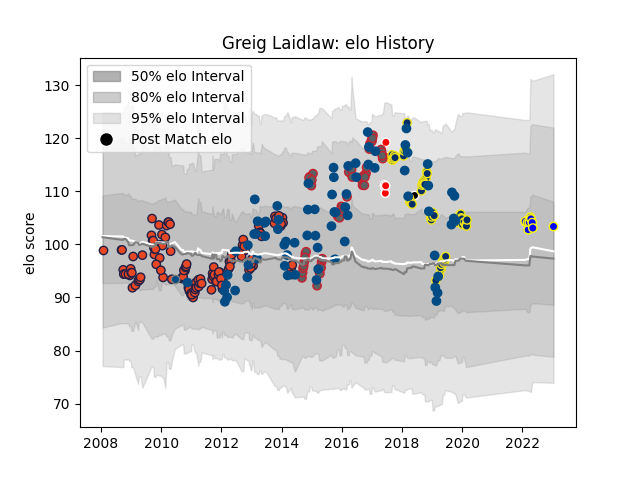 Greig Laidlaw: elo History
50% elo Interval
80% elo Interval
95% elo Interval
Post Match elo
elo score
130
120
110
100
90
80
70
2008 2010 2012 2014 2016 2018 2020 2022